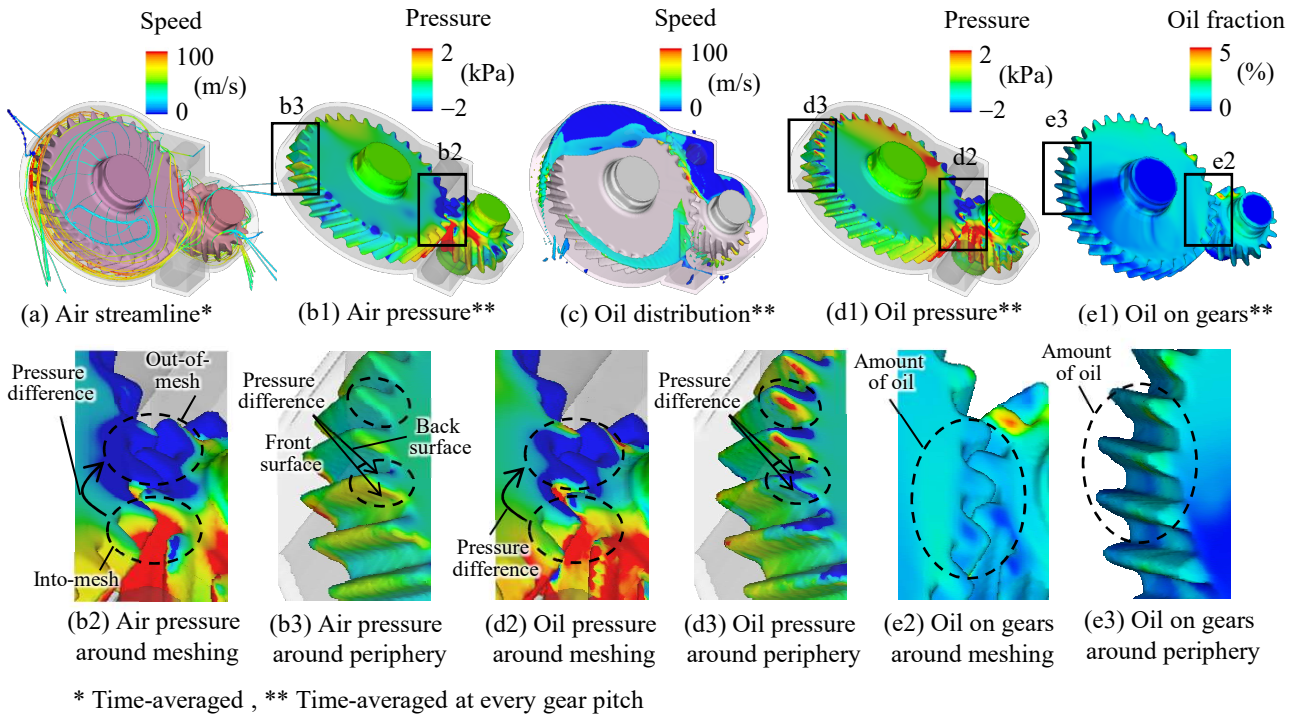 Speed
100
(m/s)
0
Pressure
2
(kPa)
−2
Speed
100
(m/s)
0
Pressure
2
(kPa)
−2
Oil fraction
5
(%)
0
b3
b2
d3
d2
e3
e2
(a) Air streamline*
(b1) Air pressure**
(c) Oil distribution**
(d1) Oil pressure**
(e1) Oil on gears**
Pressure
difference
Out-of-
mesh
Into-mesh
Pressure
difference
Front
surface
Back
surface
Pressure
difference
Pressure
difference
Amount
of oil
Amount
of oil
(b2) Air pressure
around meshing
(b3) Air pressure
around periphery
(d2) Oil pressure
around meshing
(d3) Oil pressure
around periphery
(e2) Oil on gears
around meshing
(e3) Oil on gears
around periphery
* Time-averaged , ** Time-averaged at every gear pitch